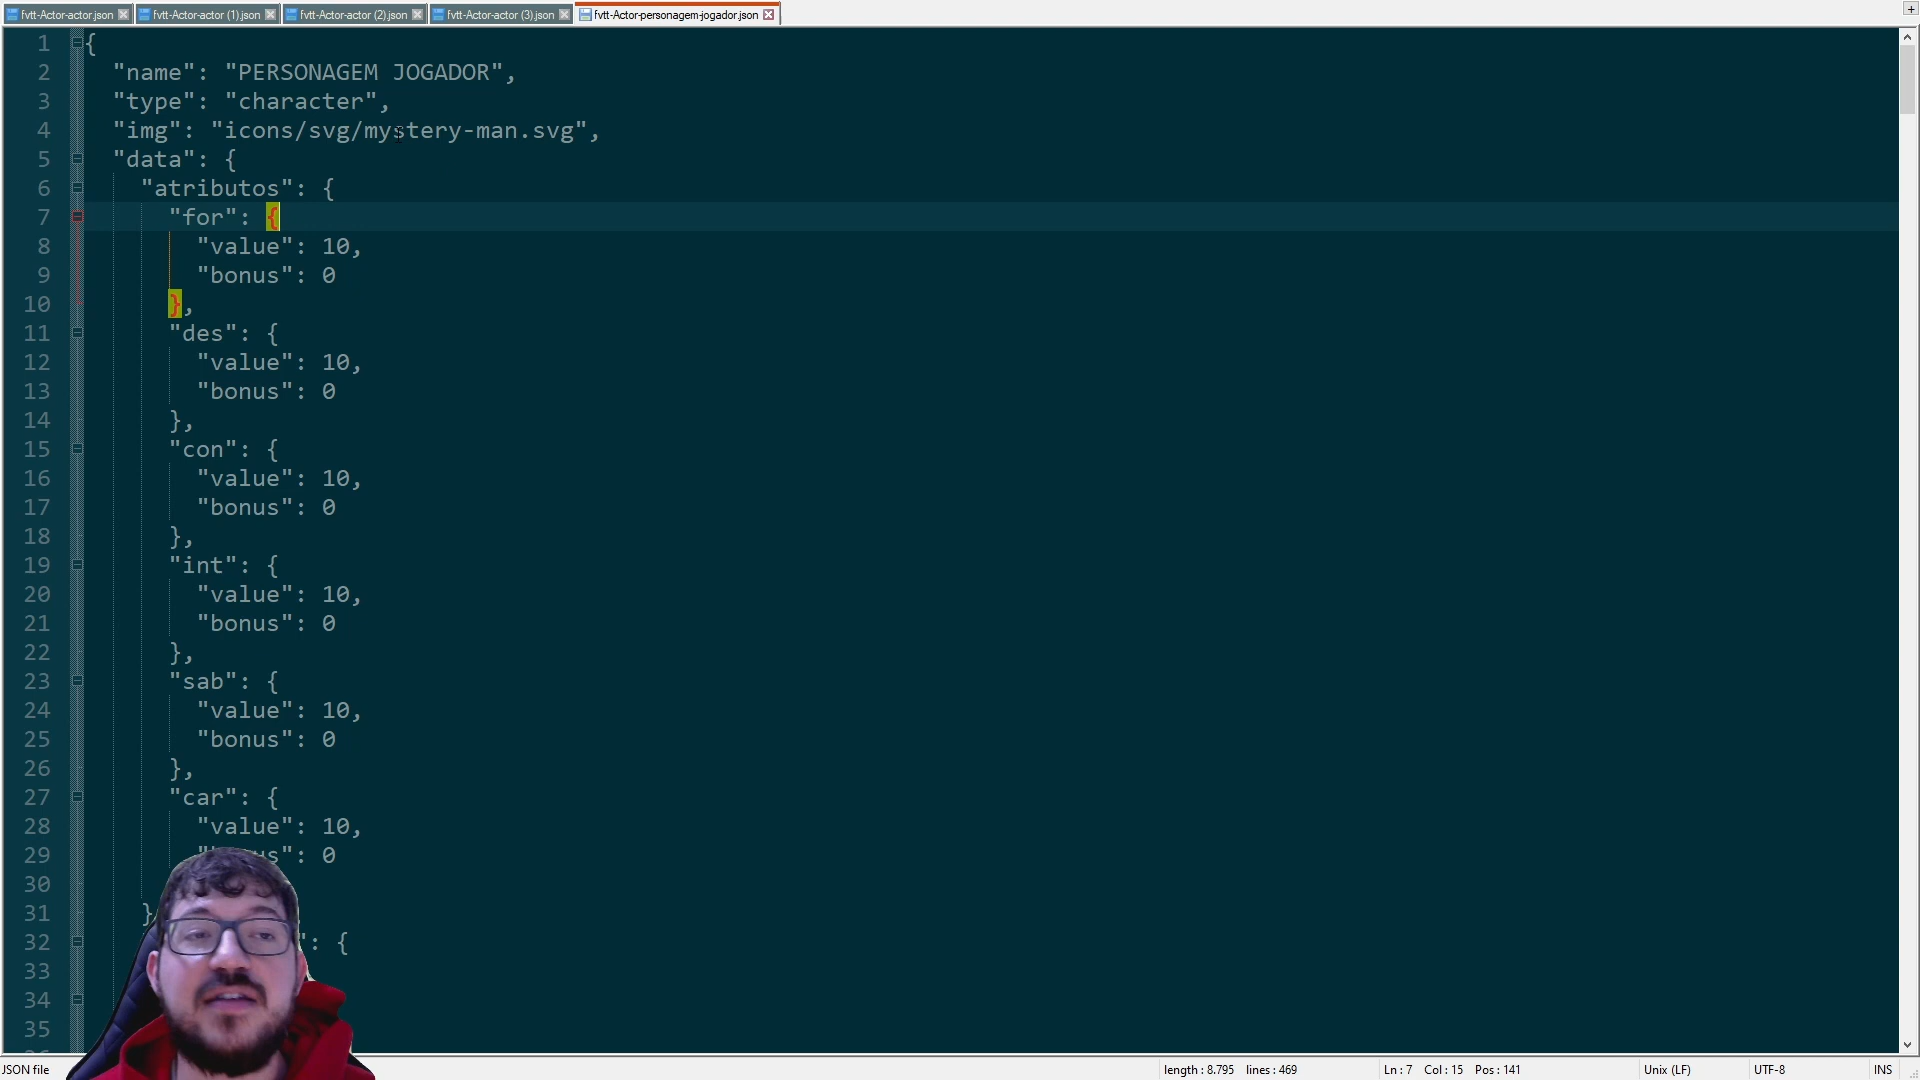 fvtt-Actor-actor.json fvtt-Actor-actor (1).json fvtt-Actor-actor (2).json fvtt-Actor-actor (3).json fvtt-Actor-personagem-jogador.json
1 {
2 "name": "PERSONAGEM JOGADOR",
3 "type": "character",
4 "img": "icons/svg/mystery-man.svg",
5 "data": {
6 "atributos": {
7 "for": {
8 "value": 10,
9 "bonus": 0
10 },
11 "des": {
12 "value": 10,
13 "bonus": 0
14 },
15 "con": {
16 "value": 10,
17 "bonus": 0
18 },
19 "int": {
20 "value": 10,
21 "bonus": 0
22 },
23 "sab": {
24 "value": 10,
25 "bonus": 0
26 },
27 "car": {
28 "value": 10,
29 "bonus": 0
30
31 }
32 ": {
33
34
35
JSON file length : 8.795 lines : 469 Ln : 7 Col : 15 Pos : 141 Unix (LF) UTF-8 INS